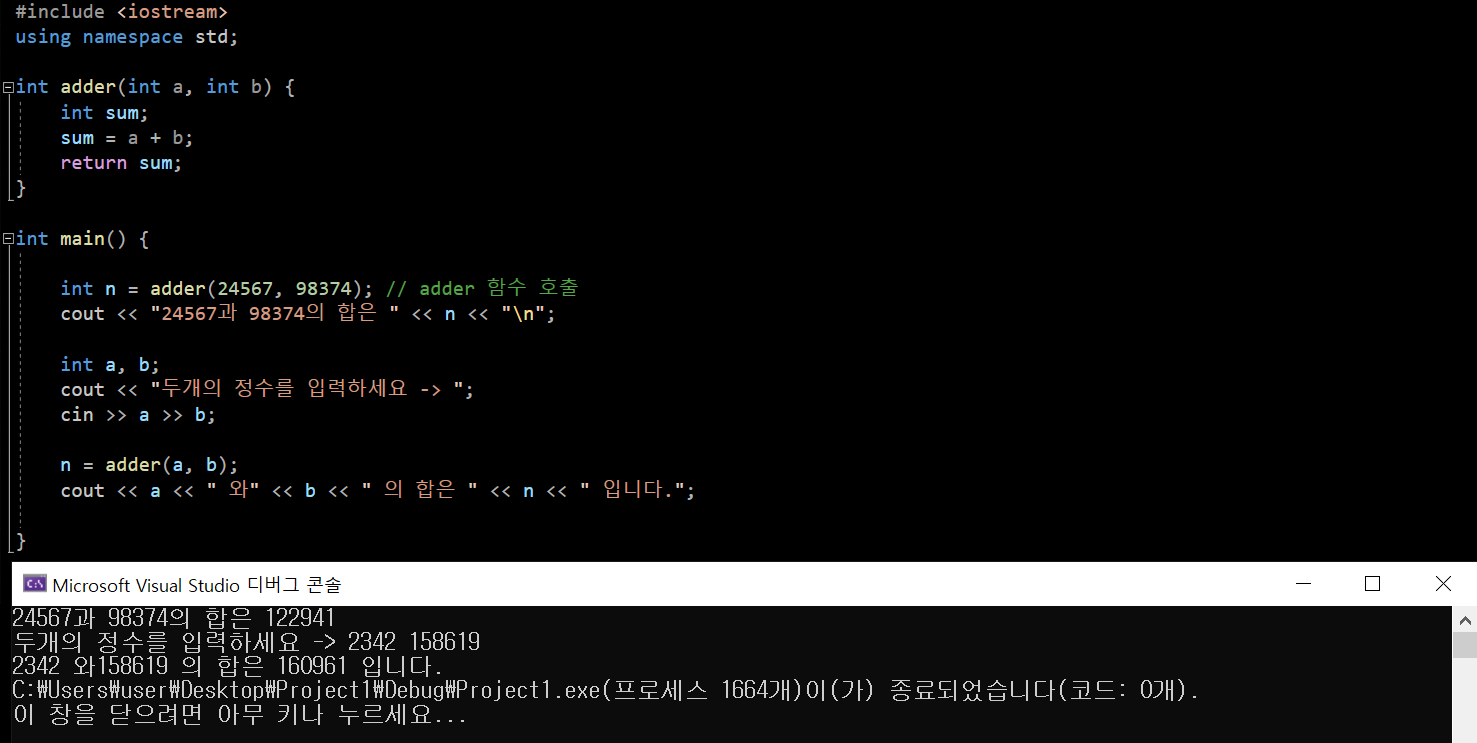 #include <iostream>
using namespace std;
int adder(int a, int b) {
int sum;
sum = a + b;
return sum;
}
int main() {
int n = adder(24567, 98374); // adder 함수 호출
cout << "24567과 98374의 합은 " << n << "\n";
int a, b;
cout << "두개의 정수를 입력하세요 -> ";
cin >> a >> b;
n = adder(a, b);
cout << a << " 와" << b << " 의 합은 " << n << " 입니다.";
}
C:\ Microsoft Visual Studio 디버그 콘솔
24567과 98374의 합은 122941
두개의 정수를 입력하세요 -> 2342 158619
2342 와158619 의 합은 160961 입니다.
C:₩Users₩user₩Desktop₩Project1₩Debug₩Project1.exe(프로세스 1664개)이(가) 종료되었습니다(코드: 0개).
이 창을 닫으려면 아무 키나 누르세요...